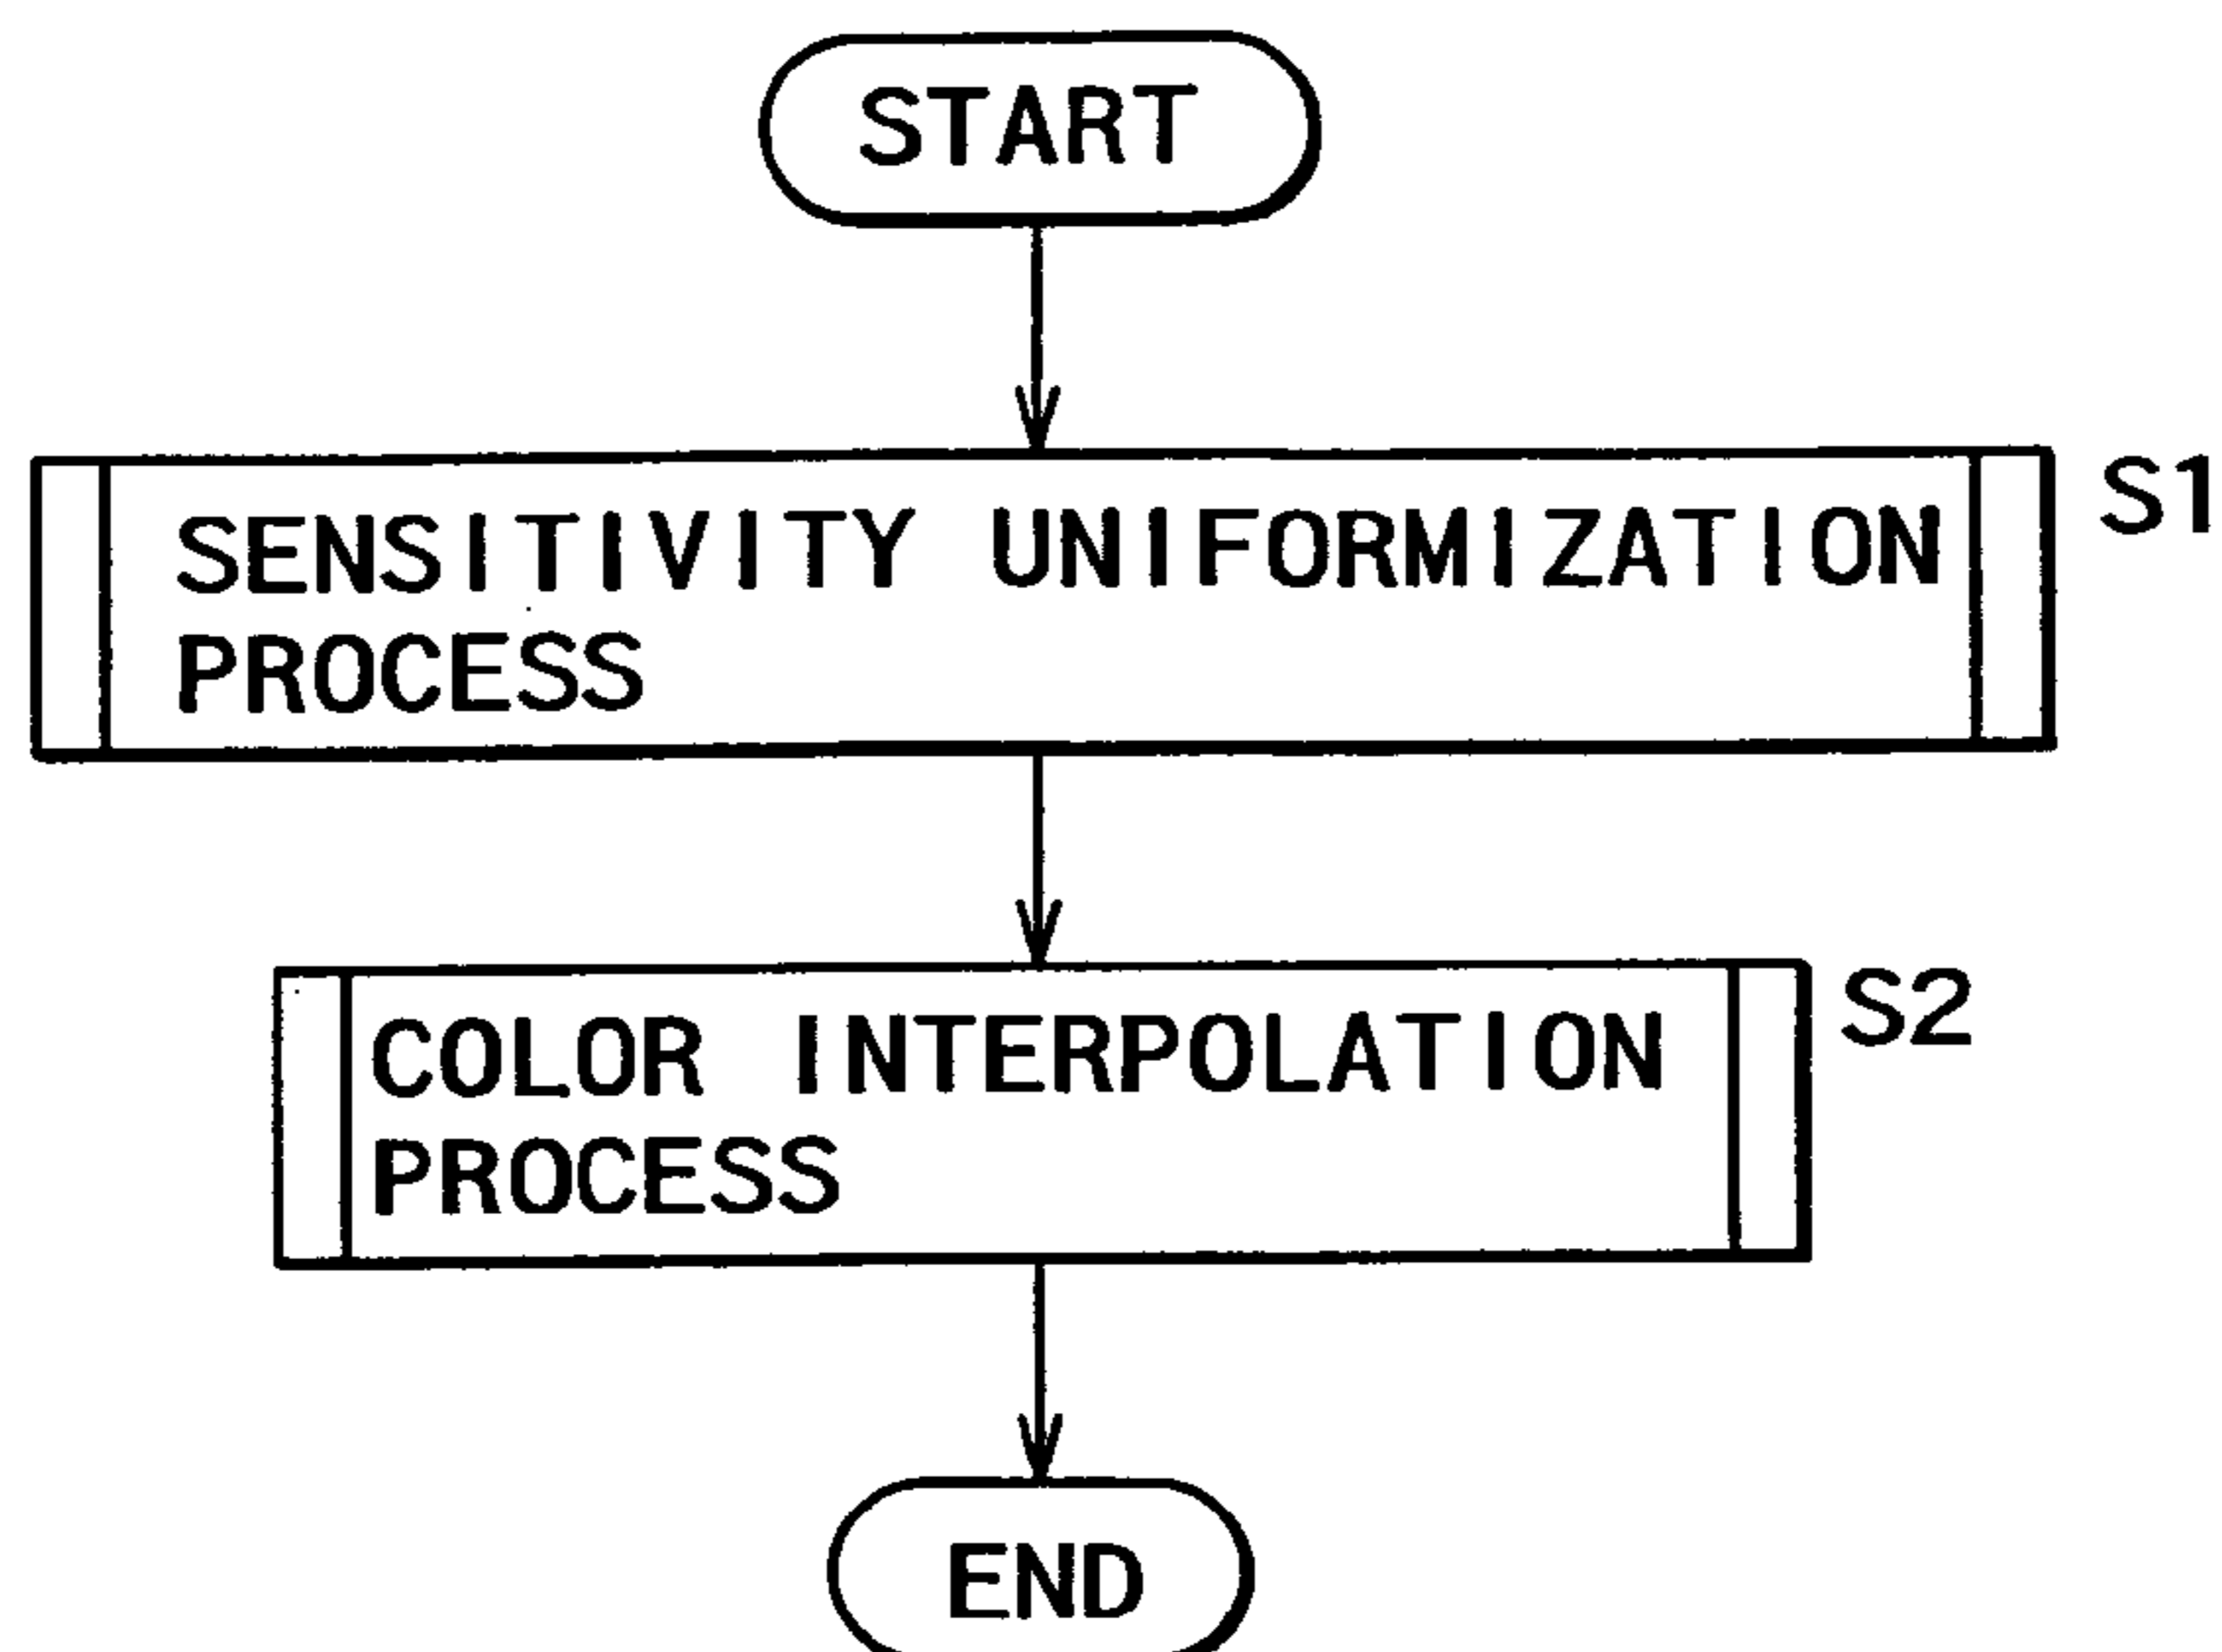 START
SENSITIVITY UNIFORMIZATION
PROCESS
S1
COLOR INTERPOLATION
PROCESS
S2
END